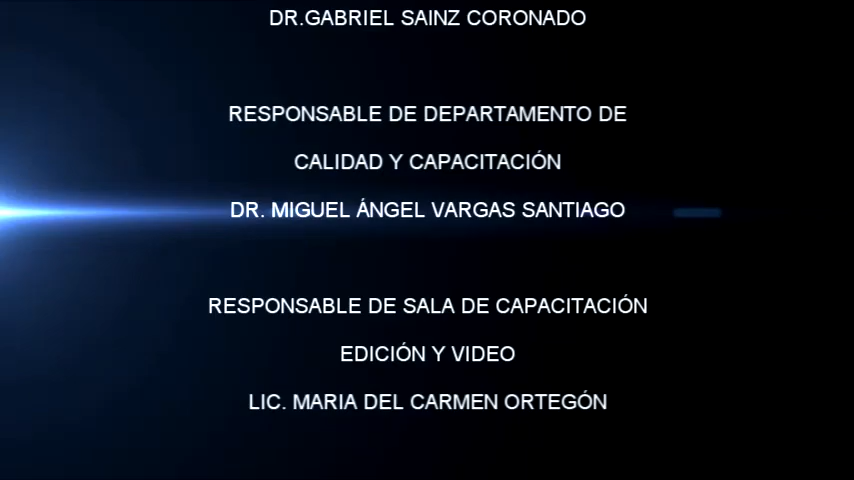 DR.GABRIEL SAINZ CORONADO
RESPONSABLE DE DEPARTAMENTO DE
CALIDAD Y CAPACITACIÓN
DR. MIGUEL ÁNGEL VARGAS SANTIAGO
RESPONSABLE DE SALA DE CAPACITACIÓN
EDICIÓN Y VIDEO
LIC. MARIA DEL CARMEN ORTEGÓN